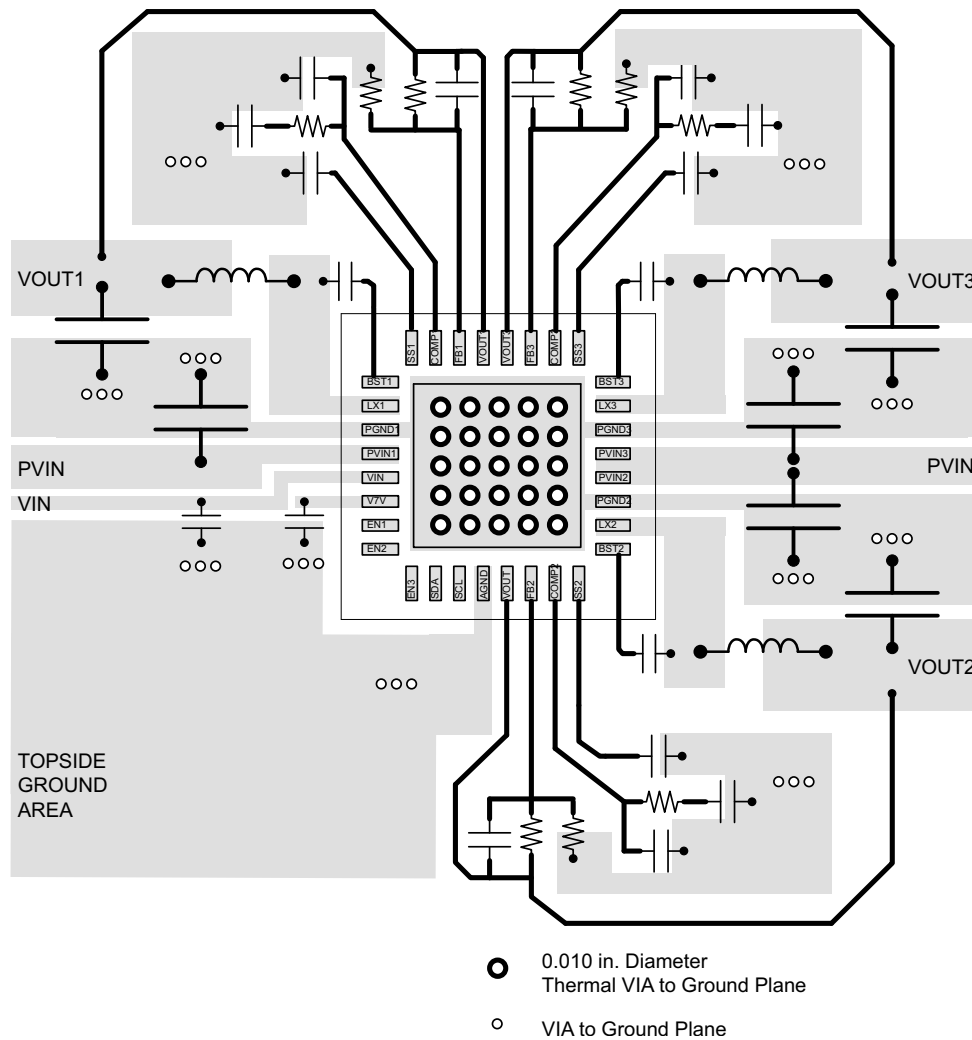 VOUT1
VOUT3
SS1
COMP1
FB1
VOUT1
VOUT3
FB3
COMP2
SS3
BST1
LX1
PGND1
PVIN1
VIN
V7V
EN1
EN2
BST3
LX3
PGND3
PVIN3
PVIN2
PGND2
LX2
BST2
PVIN
VIN
PVIN
EN3
SDA
SCL
AGND
VOUT
FB2
COMP2
SS2
VOUT2
TOPSIDE
GROUND
AREA
0.010 in. Diameter
Thermal VIA to Ground Plane
VIA to Ground Plane